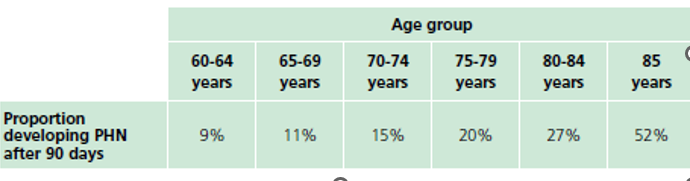 Age group
60-64 65-69 70-74 75-79 80-84 85
years years years years years years
Proportion
developing PHN 9% 11% 15% 20% 27% 52%
after 90 days